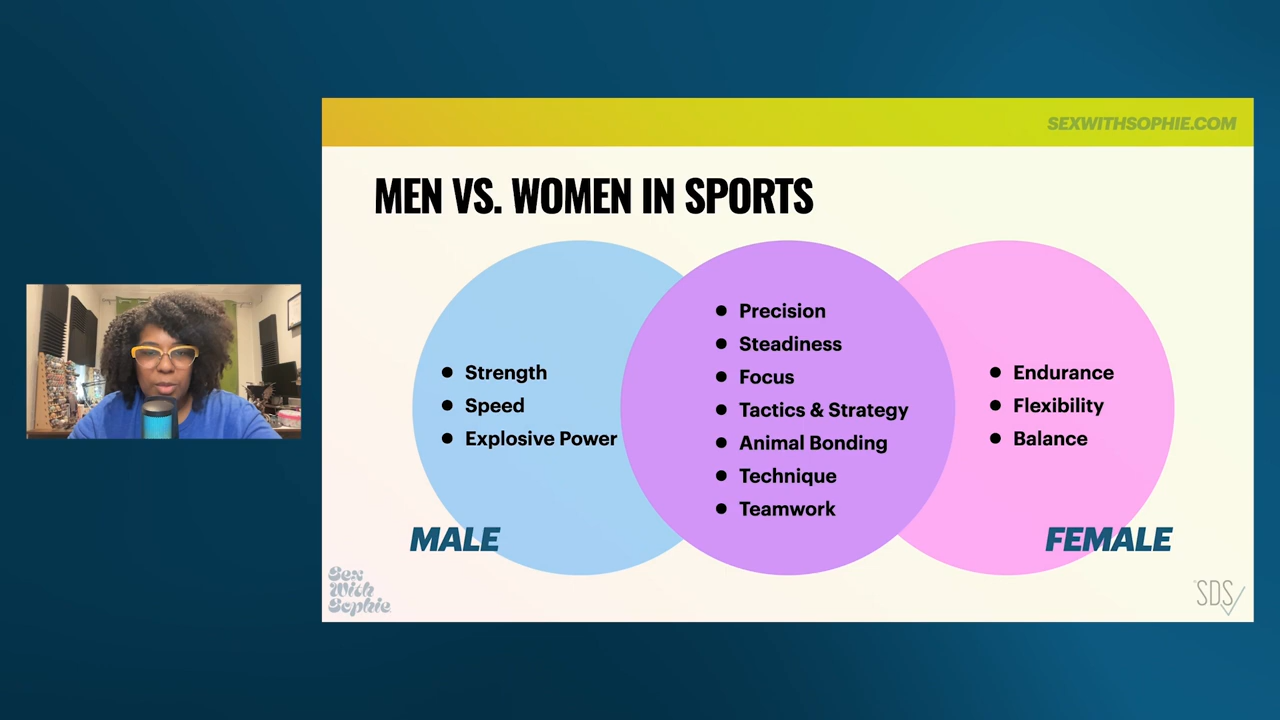 SEXWITHSOPHIE.COM
MEN VS. WOMEN IN SPORTS
Strength
Speed
Explosive Power
MALE
Precision
Steadiness
Focus
Tactics & Strategy
Animal Bonding
Technique
Teamwork
Endurance
Flexibility
Balance
FEMALE
Sex
With
Sophie
SDS